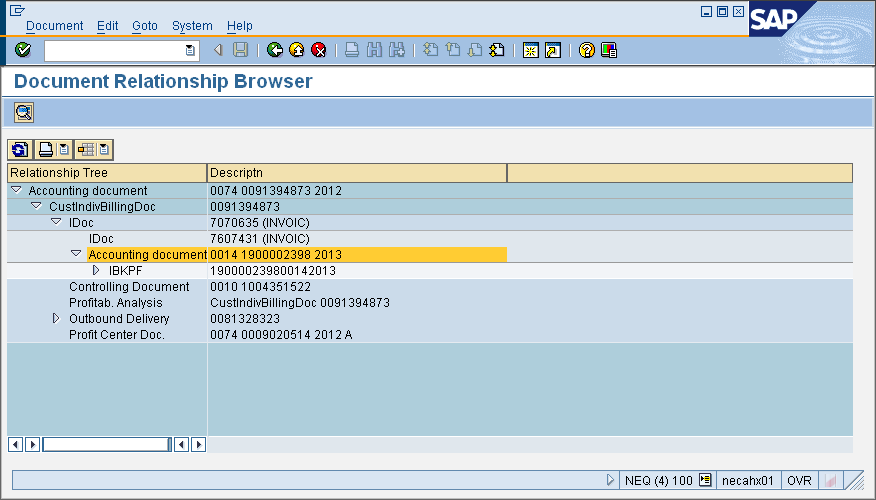 Document Edit Goto System Help
SAP
Document Relationship Browser
Relationship Tree Descriptn
Accounting document 0074 0091394873 2012
CustIndivBillingDoc 0091394873
IDoc 7070635 (INVOIC)
IDoc 7607431 (INVOIC)
Accounting document 0014 1900002398 2013
IBKPF 190000239800142013
Controlling Document 0010 1004351522
Profitab. Analysis CustIndivBillingDoc 0091394873
Outbound Delivery 0081328323
Profit Center Doc. 0074 0009020514 2012 A
NEQ (4) 100 necahx01 OVR